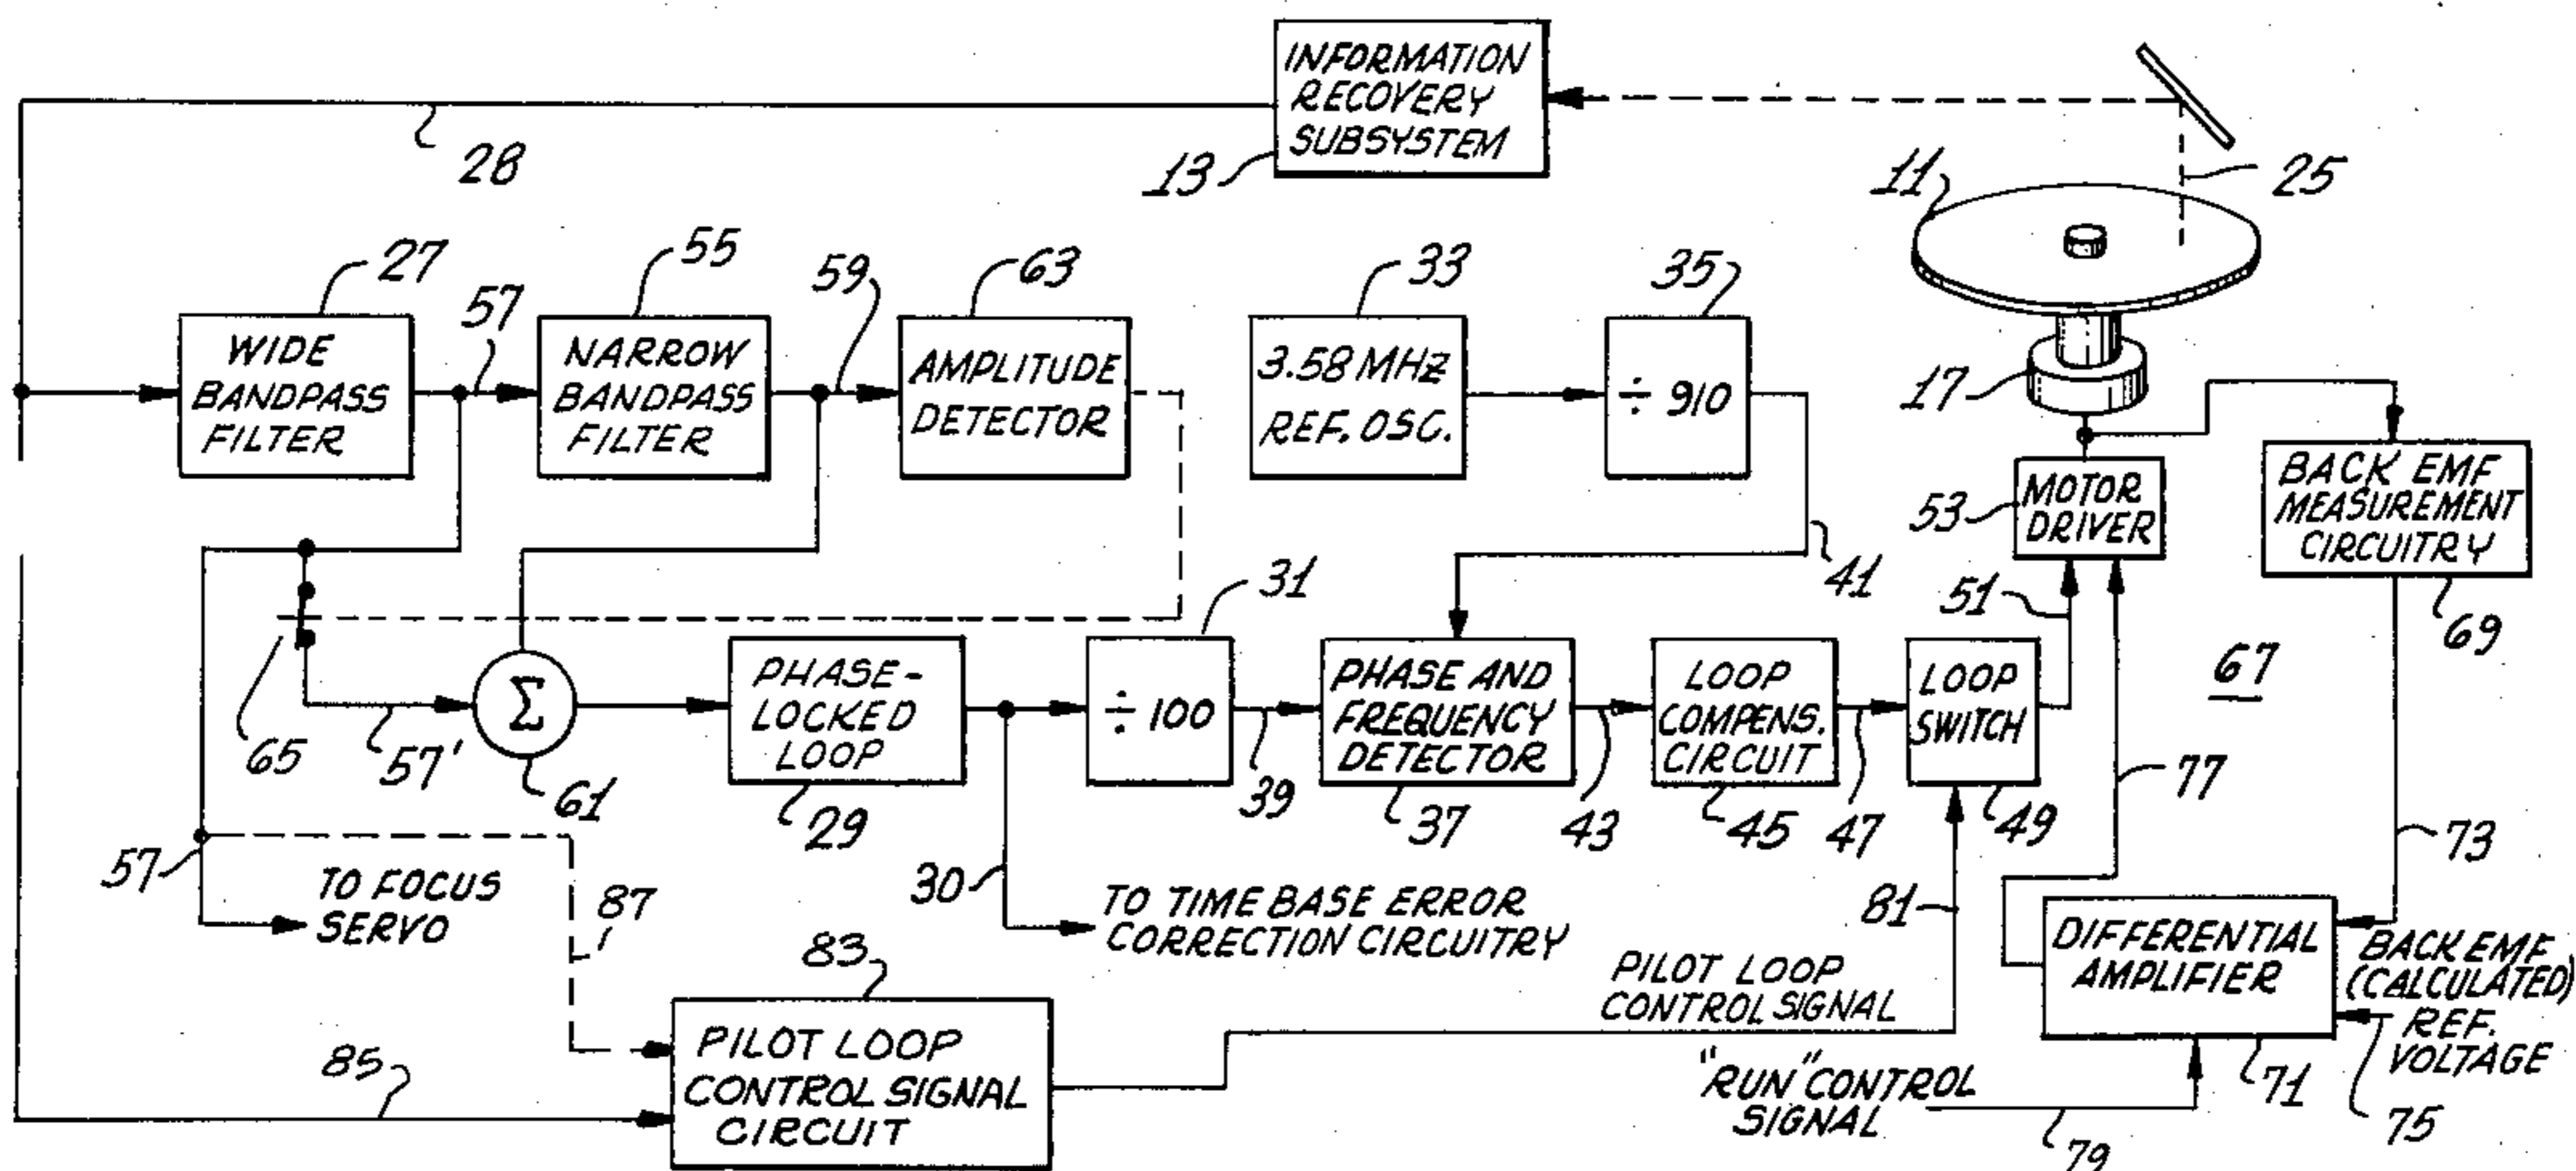 INFORMATION
RECOVERY
SUBSYSTEM
13
28
25
11
17
27
WIDE
BANDPASS
FILTER
57
55
NARROW
BANDPASS
FILTER
59
63
AMPLITUDE
DETECTOR
33
3.58 MHZ
REF. OSC.
35
÷ 910
41
53
MOTOR
DRIVER
BACK EMF
MEASUREMENT
CIRCUITRY
69
67
65
57'
Σ
61
PHASE-
LOCKED
LOOP
29
31
÷ 100
39
PHASE AND
FREQUENCY
DETECTOR
37
43
LOOP
COMPENS.
CIRCUIT
45
47
LOOP
SWITCH
49
51
77
73
57
TO FOCUS
SERVO
87
30
TO TIME BASE ERROR
CORRECTION CIRCUITRY
81
PILOT LOOP
CONTROL SIGNAL
DIFFERENTIAL
AMPLIFIER
71
BACK EMF
(CALCULATED)
REF.
VOLTAGE
75
83
PILOT LOOP
CONTROL SIGNAL
CIRCUIT
85
"RUN" CONTROL
SIGNAL
79